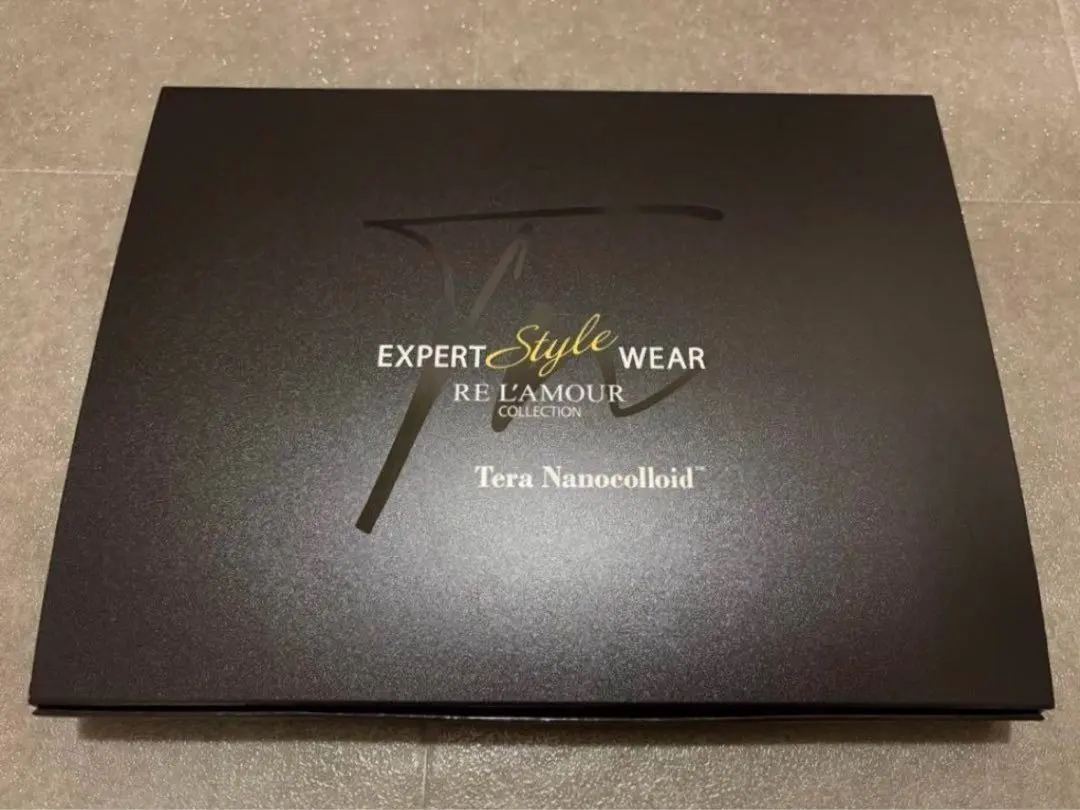 EXPERT Style WEAR
RE L'AMOUR
COLLECTION
Tera Nanocolloid™